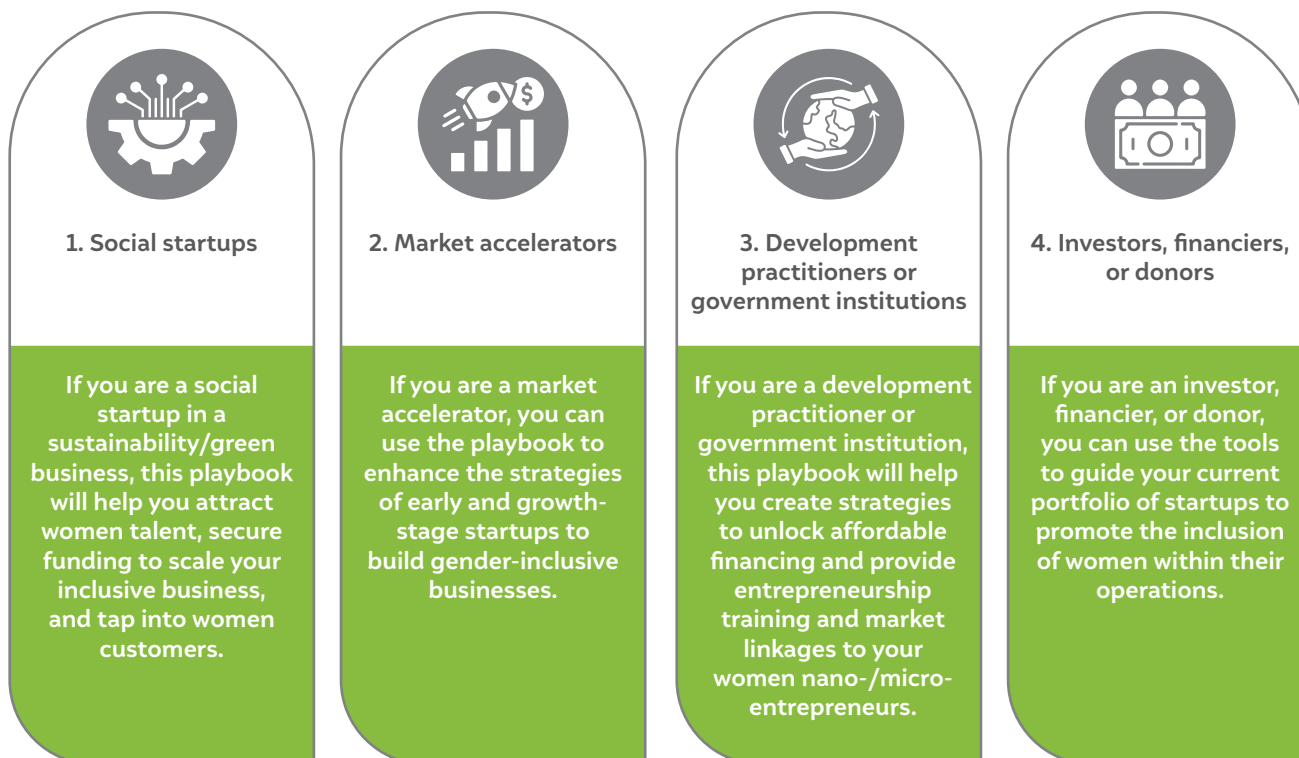 1. Social startups
If you are a social
startup in a
sustainability/green
business, this playbook
will help you attract
women talent, secure
funding to scale your
inclusive business,
and tap into women
customers.
2. Market accelerators
If you are a market
accelerator, you can
use the playbook to
enhance the strategies
of early and growth-
stage startups to
build gender-inclusive
businesses.
3. Development
practitioners or
government institutions
If you are a development
practitioner or
government institution,
this playbook will help
you create strategies
to unlock affordable
financing and provide
entrepreneurship
training and market
linkages to your
women nano-/micro-
entrepreneurs.
4. Investors, financiers,
or donors
If you are an investor,
financier, or donor,
you can use the tools
to guide your current
portfolio of startups to
promote the inclusion
of women within their
operations.
$